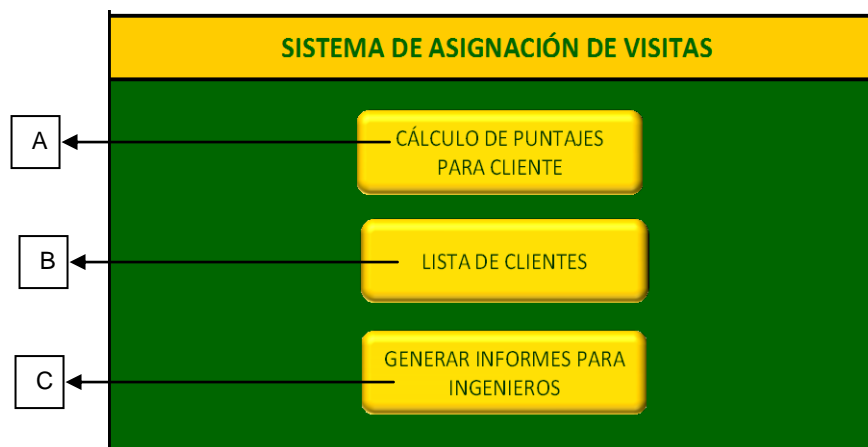 SISTEMA DE ASIGNACIÓN DE VISITAS
A
CÁLCULO DE PUNTAJES
PARA CLIENTE
B
LISTA DE CLIENTES
C
GENERAR INFORMES PARA
INGENIEROS